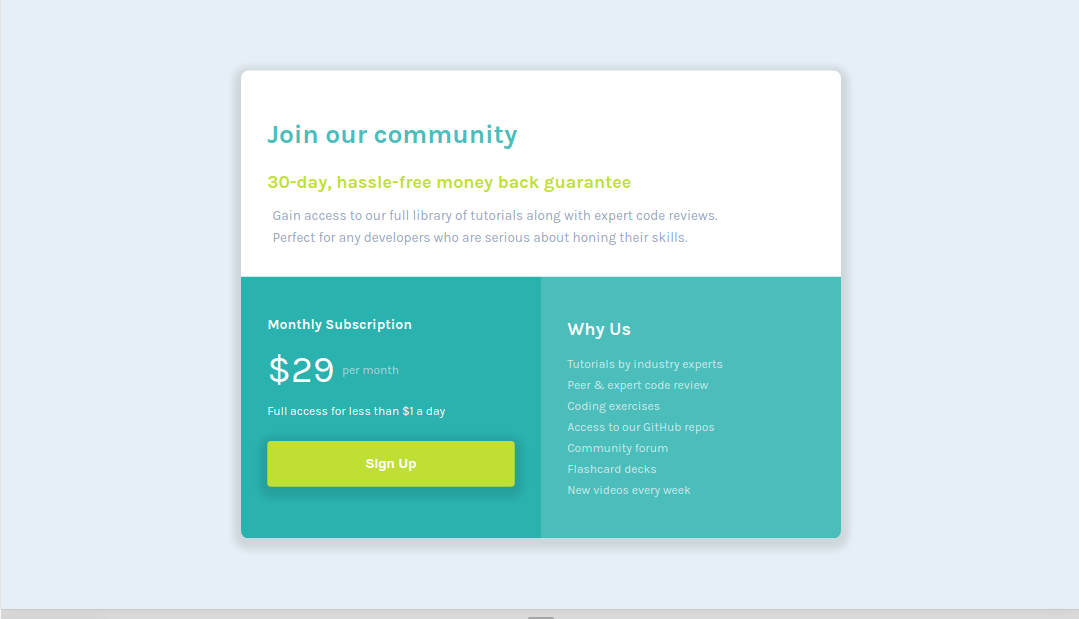 Join our community
30-day, hassle-free money back guarantee
Gain access to our full library of tutorials along with expert code reviews.
Perfect for any developers who are serious about honing their skills.
Monthly Subscription
$29 per month
Full access for less than $1 a day
Sign Up
Why Us
Tutorials by industry experts
Peer & expert code review
Coding exercises
Access to our GitHub repos
Community forum
Flashcard decks
New videos every week